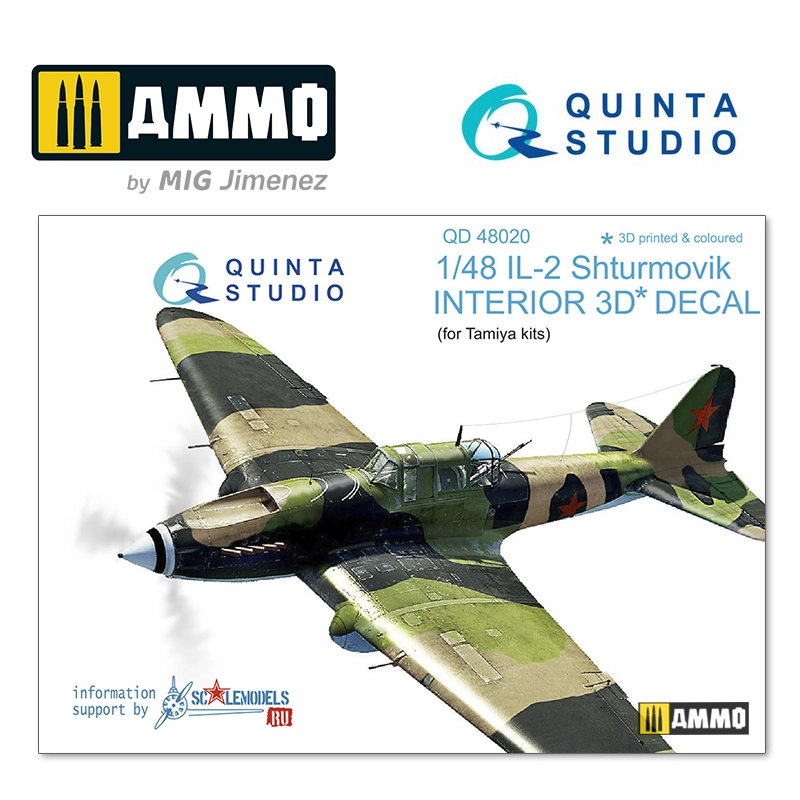 AMMO
by MIG Jimenez
QUINTA
STUDIO
QUINTA
STUDIO
QD 48020
* 3D printed & coloured
1/48 IL-2 Shturmovik
INTERIOR 3D* DECAL
(for Tamiya kits)
information
support by
SCALEMODELS
RU
AMMO